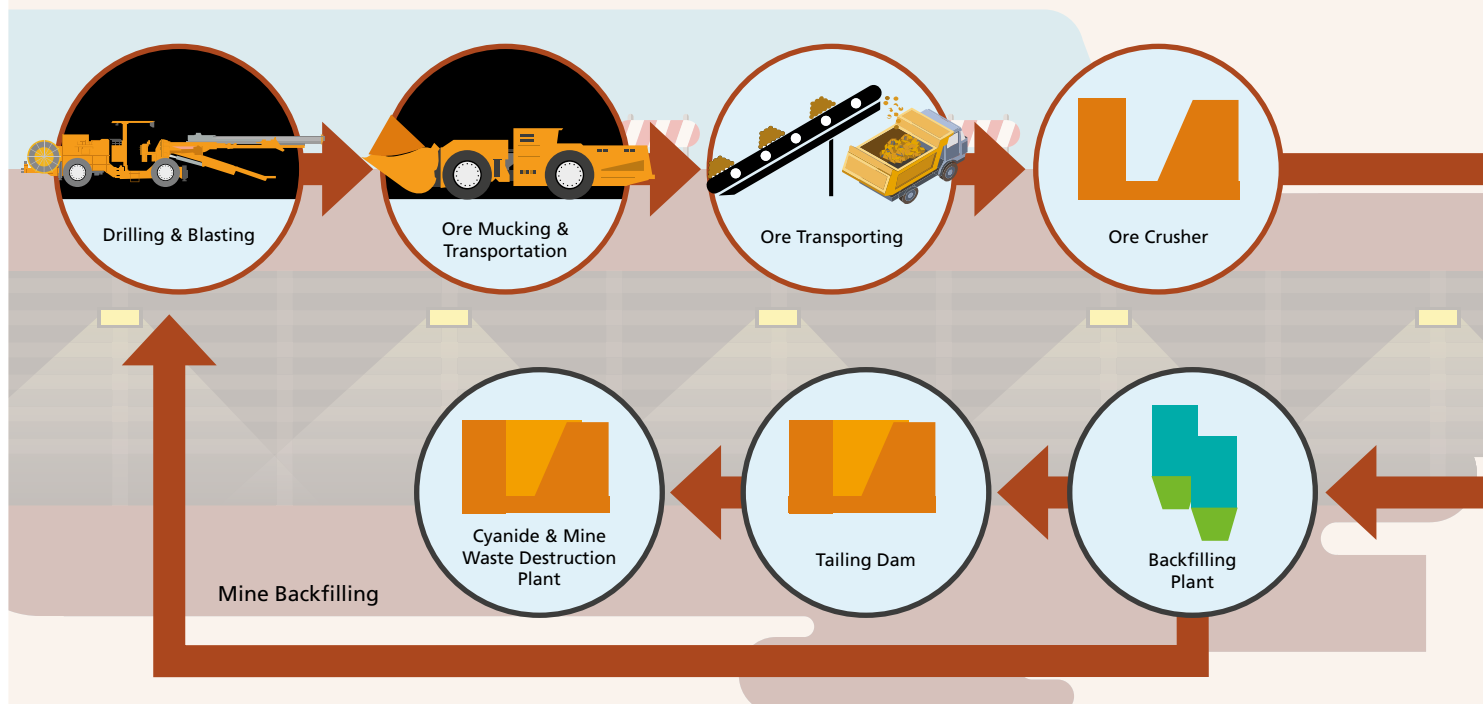 Drilling & Blasting
Ore Mucking &
Transportation
Ore Transporting
Ore Crusher
Cyanide & Mine
Waste Destruction
Plant
Tailing Dam
Backfilling
Plant
Mine Backfilling